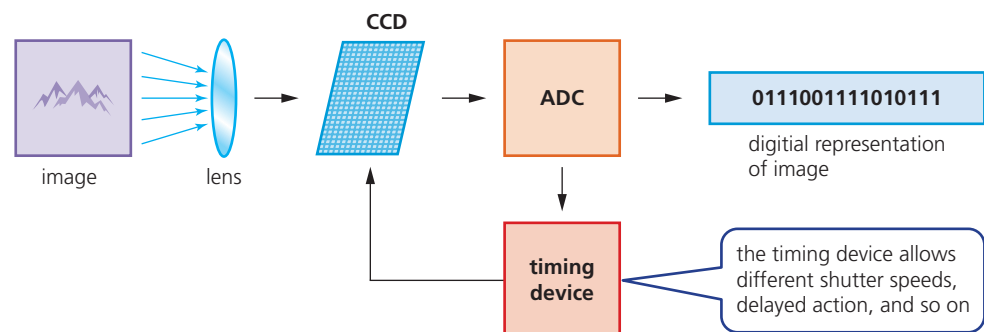 CCD
ADC
0111001111010111
image
lens
digitial representation
of image
timing
device
the timing device allows
different shutter speeds,
delayed action, and so on